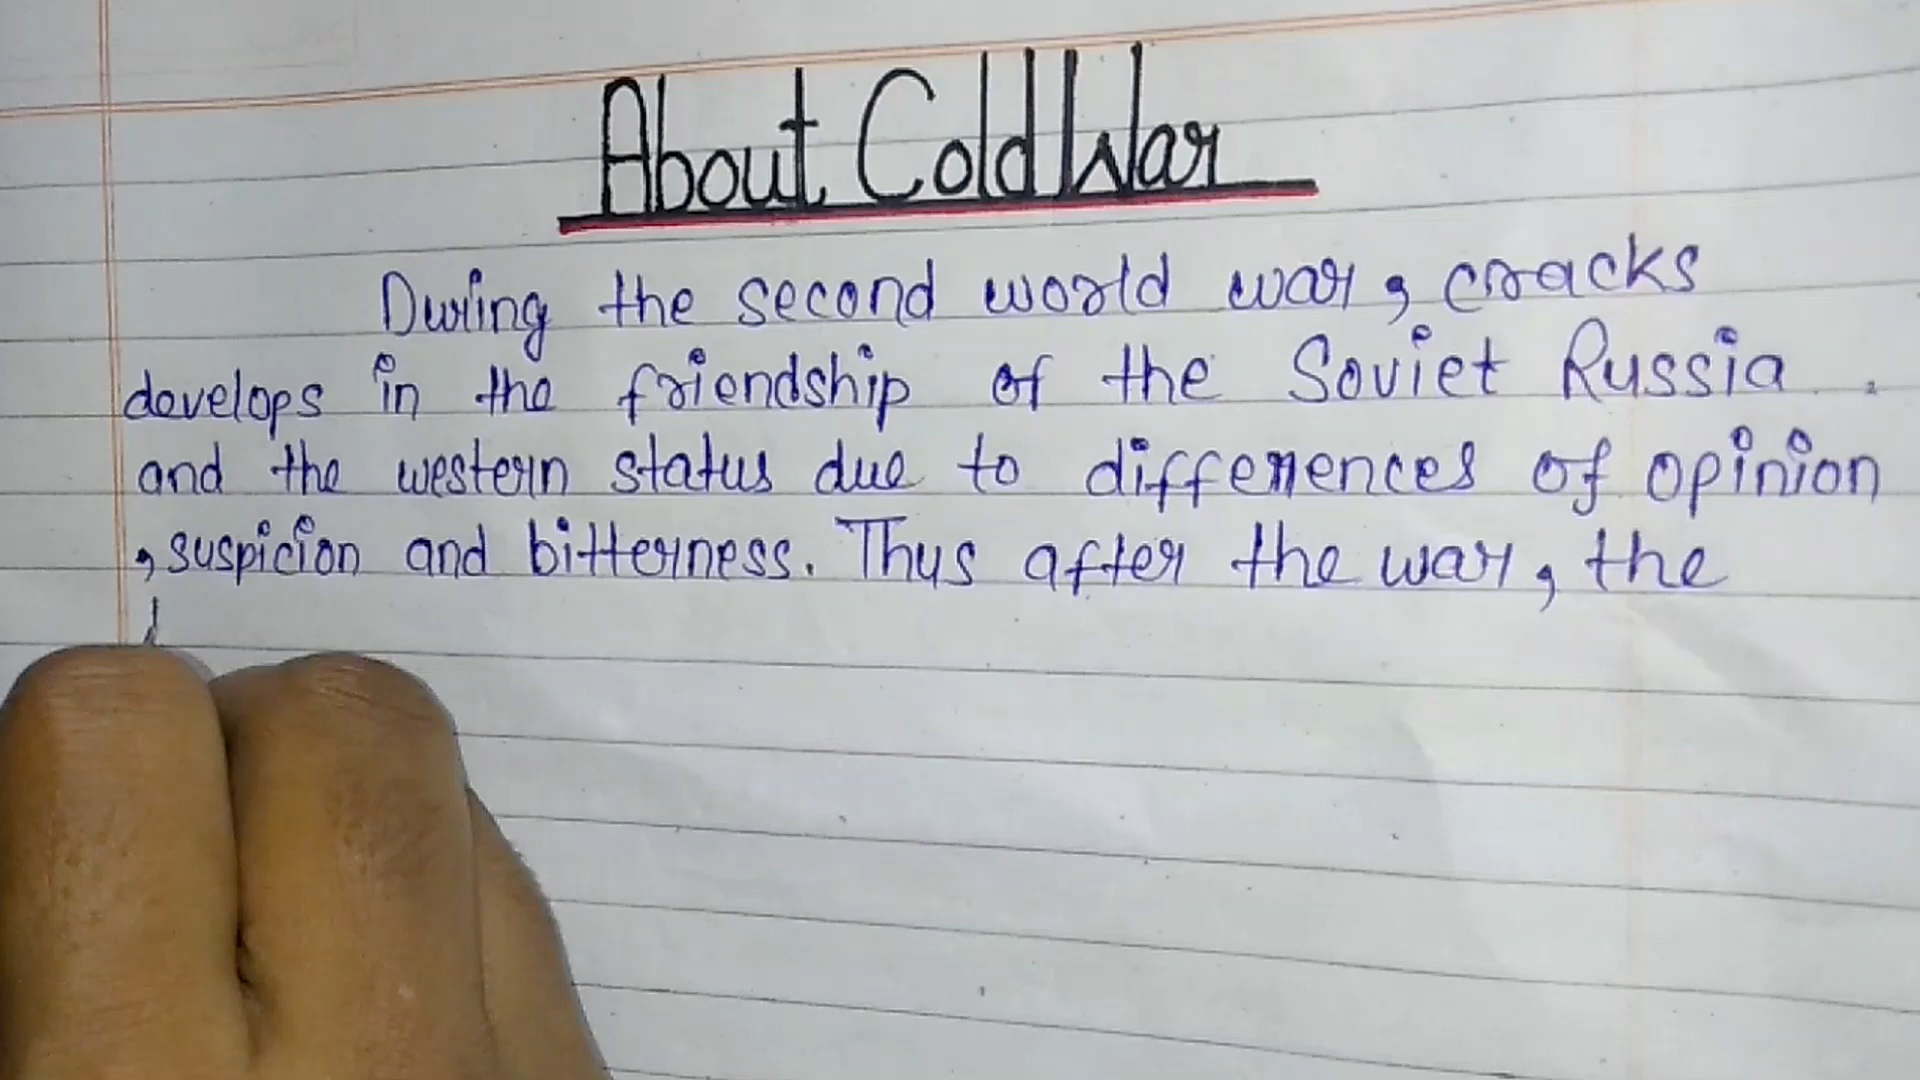 About Cold War
During the second world war, cracks
develops in the friendship of the Soviet Russia
and the western status due to differences of opinion
, suspicion and bitterness. Thus after the war, the